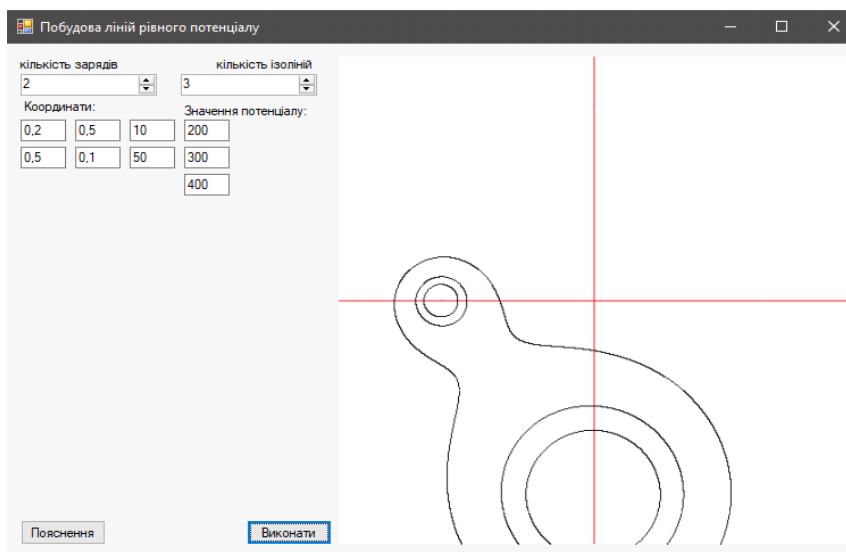 Побудова ліній рівного потенціалу
кількість зарядів кількість ізоліній
2 3
Координати: Значення потенціалу:
0,2 0,5 10 200
0,5 0,1 50 300
400
Пояснення Виконати